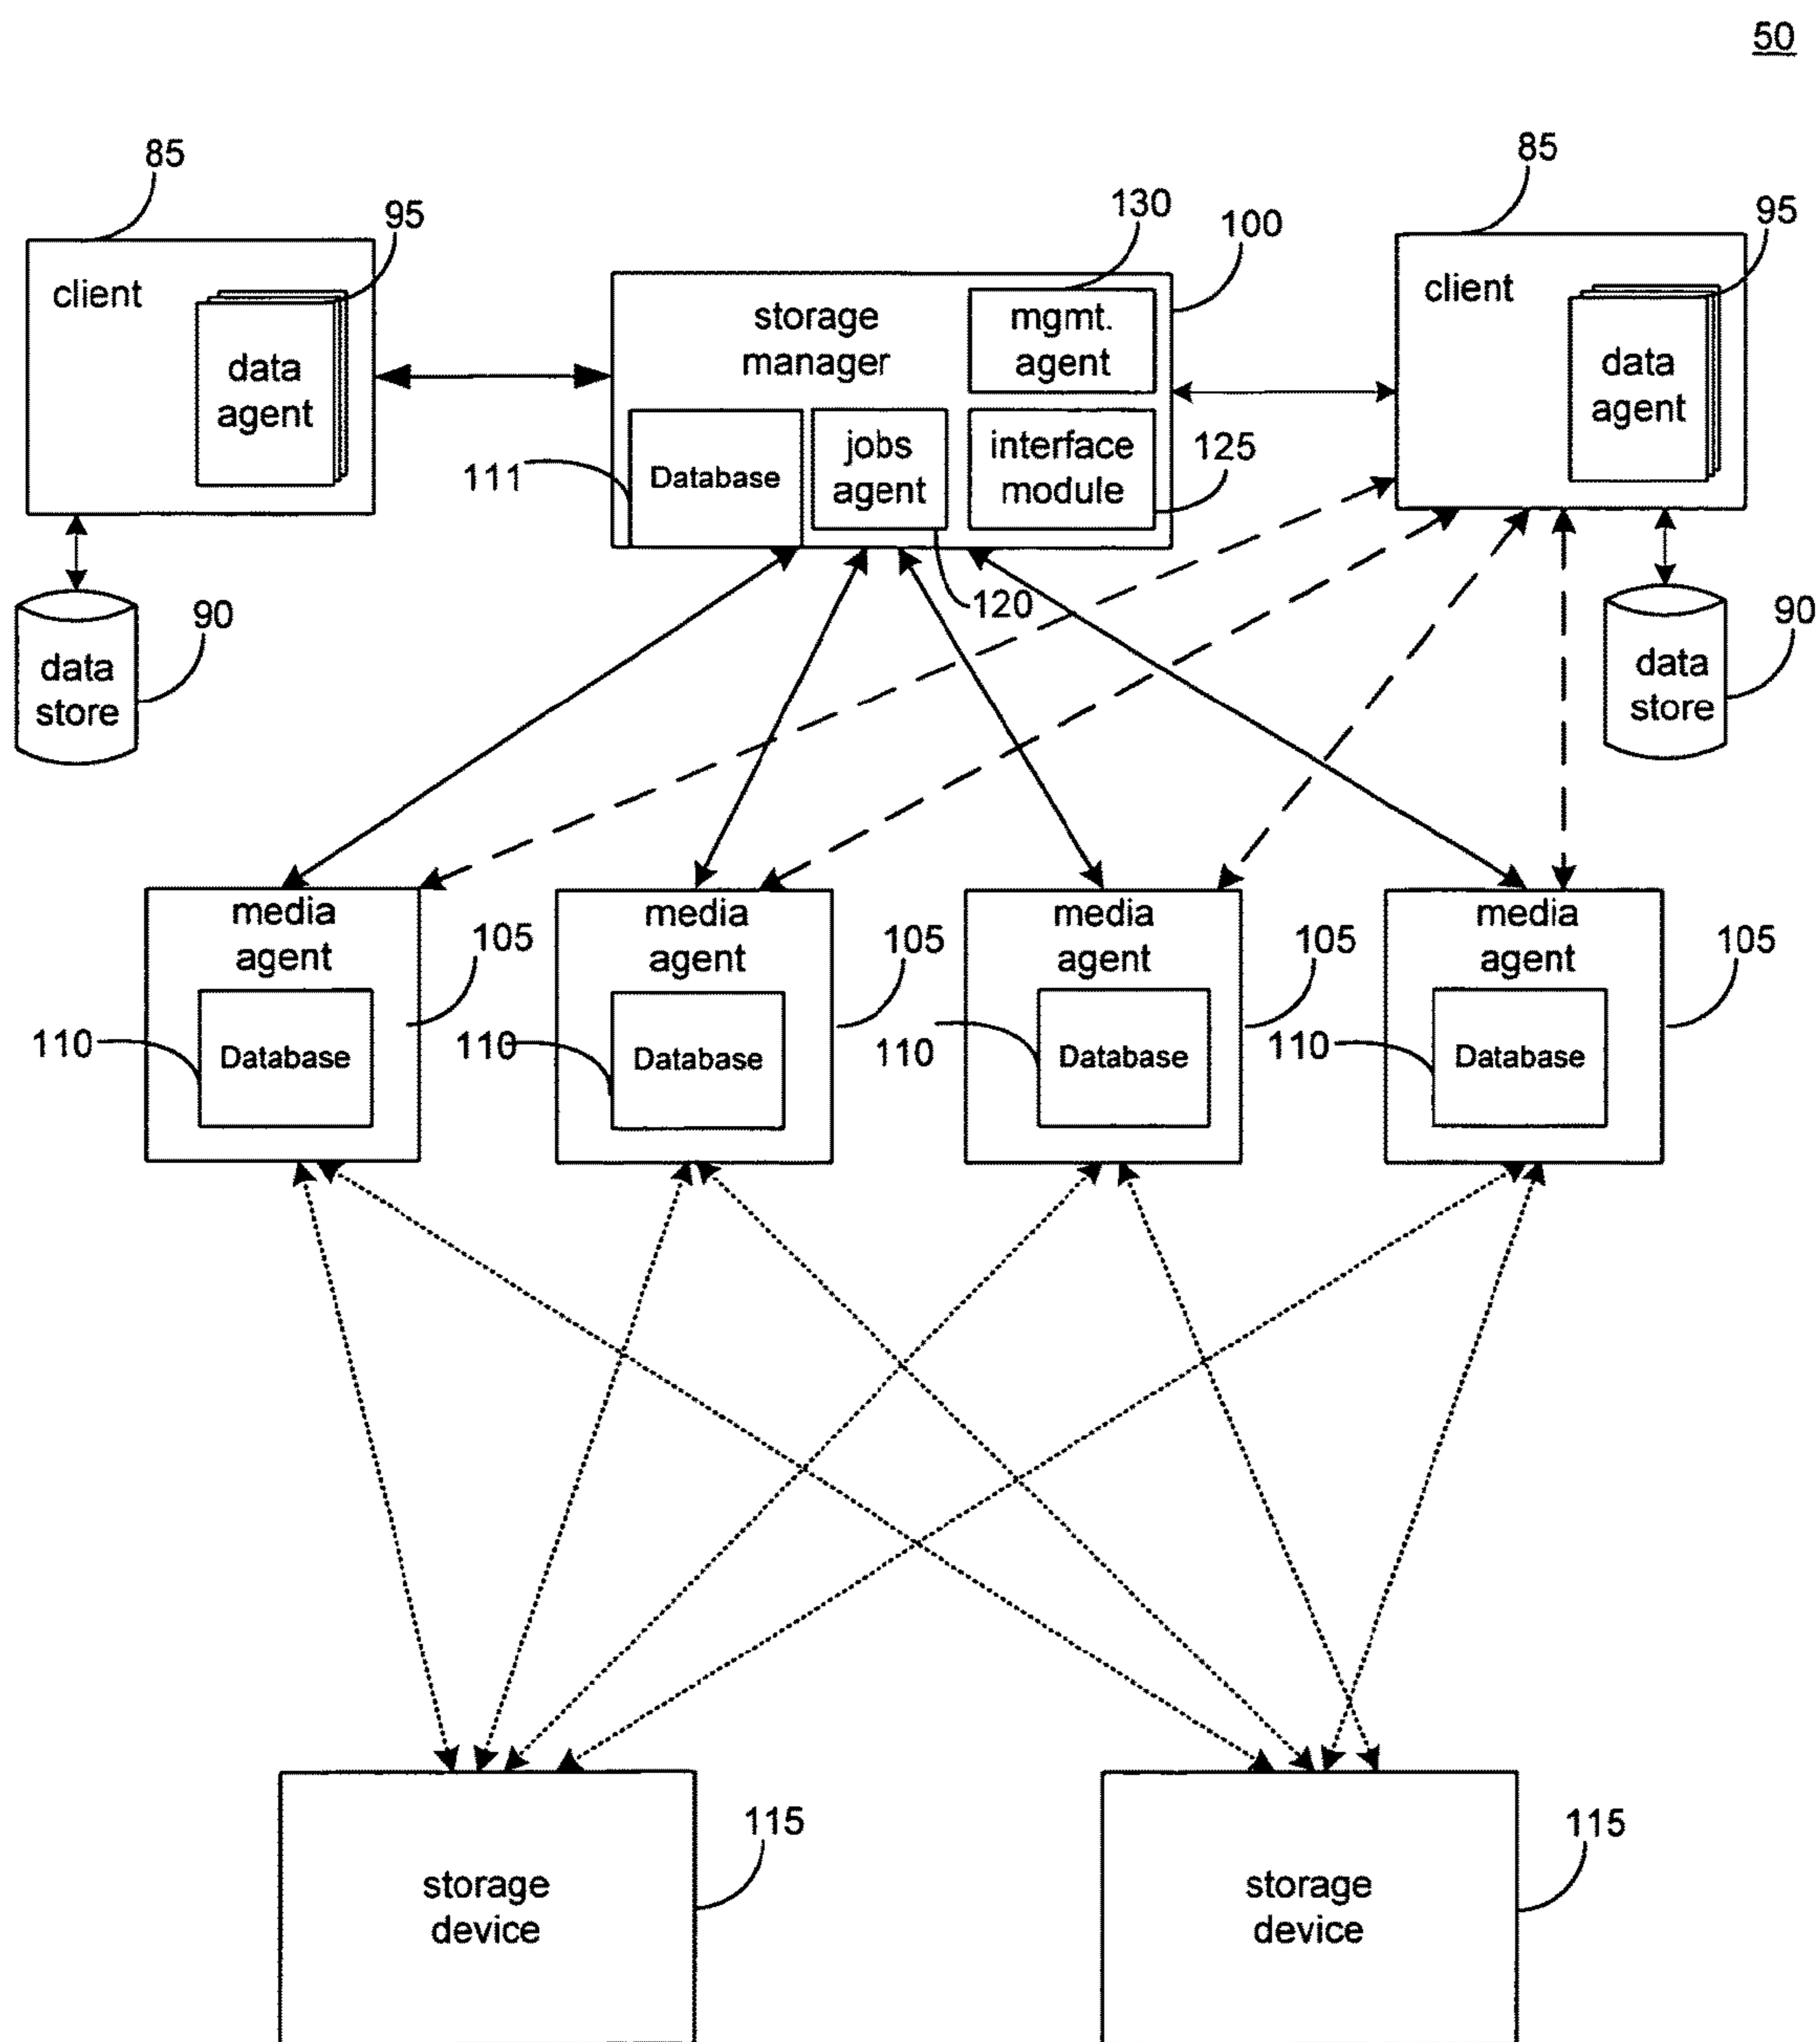 50
85
95
client
data
agent
130
100
storage
manager
mgmt.
agent
111
Database
jobs
agent
interface
module
125
120
85
95
client
data
agent
90
data
store
90
data
store
media
agent
105
110
Database
media
agent
105
110
Database
media
agent
105
110
Database
media
agent
105
110
Database
storage
device
115
storage
device
115